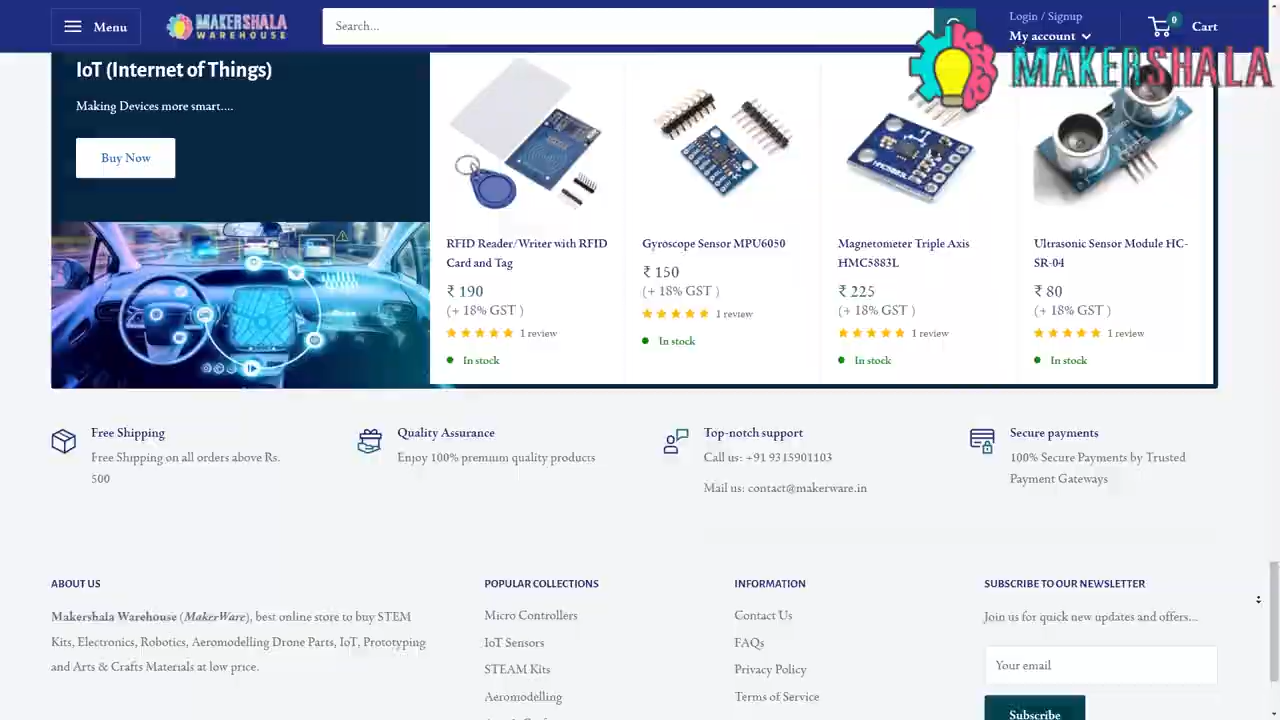 Menu
MAKERSHALA
WAREHOUSE
Search...
Login / Signup
My account
0
Cart
MAKERSHALA
IoT (Internet of Things)
Making Devices more smart....
Buy Now
HMC5883L
RFID Reader/Writer with RFID
Card and Tag
₹ 190
(+ 18% GST )
1 review
In stock
Gyroscope Sensor MPU6050
₹ 150
(+ 18% GST )
1 review
In stock
Magnetometer Triple Axis
HMC5883L
₹ 225
(+ 18% GST )
1 review
In stock
Ultrasonic Sensor Module HC-
SR-04
₹ 80
(+ 18% GST )
1 review
In stock
Free Shipping
Free Shipping on all orders above Rs.
500
Quality Assurance
Enjoy 100% premium quality products
Top-notch support
Call us: +91 9315901103
Mail us: contact@makerware.in
Secure payments
100% Secure Payments by Trusted
Payment Gateways
ABOUT US
Makershala Warehouse (MakerWare), best online store to buy STEM
Kits, Electronics, Robotics, Aeromodelling Drone Parts, IoT, Prototyping
and Arts & Crafts Materials at low price.
POPULAR COLLECTIONS
Micro Controllers
IoT Sensors
STEAM Kits
Aeromodelling
INFORMATION
Contact Us
FAQs
Privacy Policy
Terms of Service
SUBSCRIBE TO OUR NEWSLETTER
Join us for quick new updates and offers...
Your email
Subscribe